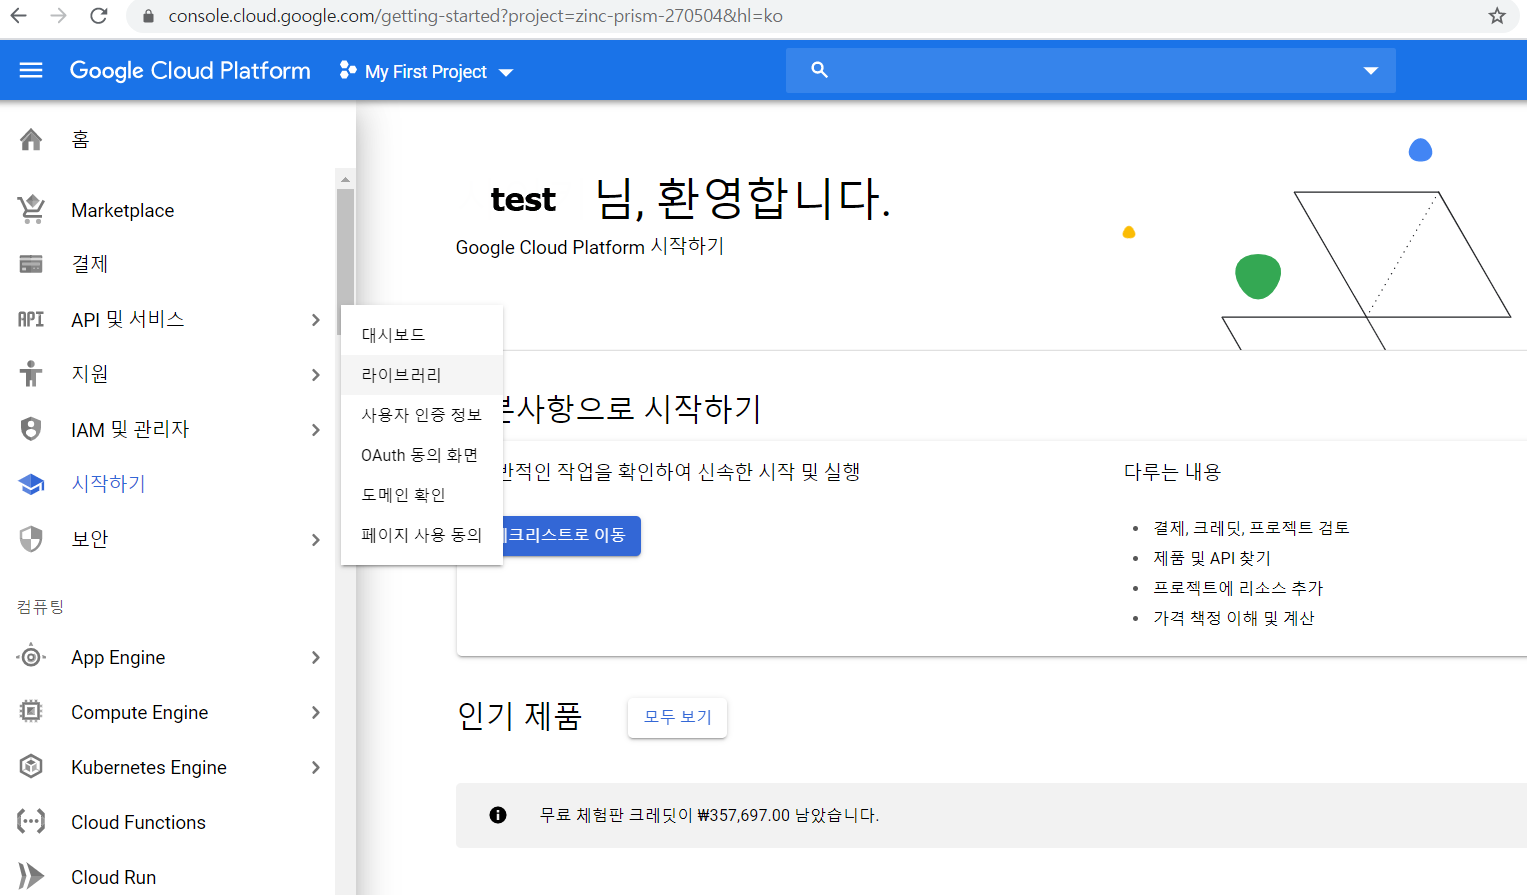 console.cloud.google.com/getting-started?project=zinc-prism-270504&hl=ko
Google Cloud Platform
My First Project
홈
Marketplace
결제
API
API 및 서비스
지원
IAM 및 관리자
시작하기
보안
컴퓨팅
App Engine
Compute Engine
Kubernetes Engine
Cloud Functions
Cloud Run
대시보드
라이브러리
사용자 인증 정보
OAuth 동의 화면
도메인 확인
페이지 사용 동의
test 님, 환영합니다.
Google Cloud Platform 시작하기
본사항으로 시작하기
반적인 작업을 확인하여 신속한 시작 및 실행
크리스트로 이동
다루는 내용
결제, 크레딧, 프로젝트 검토
제품 및 API 찾기
프로젝트에 리소스 추가
가격 책정 이해 및 계산
인기 제품
모두 보기
무료 체험판 크레딧이 ₩357,697.00 남았습니다.